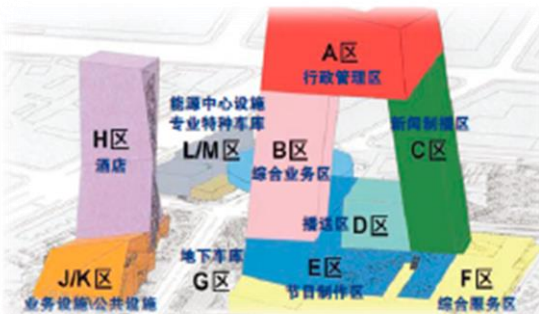 A区
行政管理区
能源中心设施
专业特种车库
L/M区
H区
酒店
B区
综合业务区
新闻制播区
C区
播送区
D区
地下车库
G区
E区
节目制作区
J/K区
业务设施\公共设施
F区
综合服务区